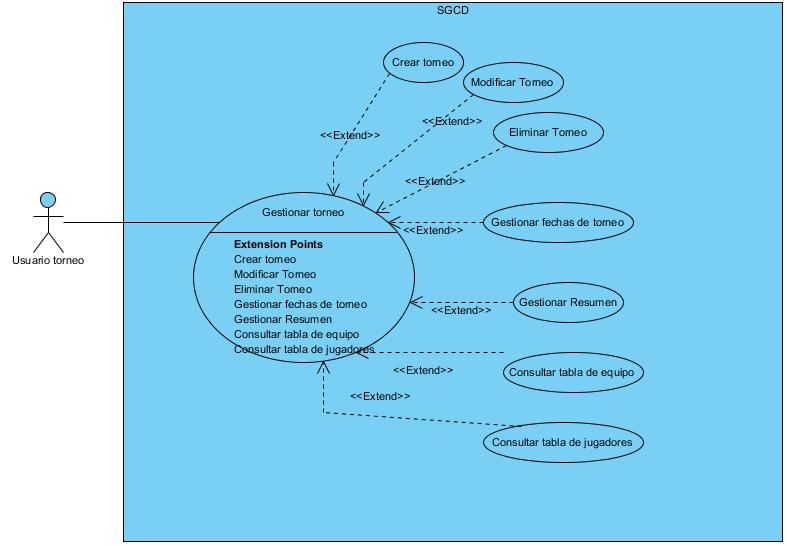 SGCD
Crear torneo
Modificar Torneo
<<Extend>>
<<Extend>>
Eliminar Torneo
<<Extend>>
Usuario torneo
Gestionar torneo
Gestionar fechas de torneo
<<Extend>>
Extension Points
Crear torneo
Modificar Torneo
Eliminar Torneo
Gestionar fechas de torneo
Gestionar Resumen
Consultar tabla de equipo
Consultar tabla de jugadores
Gestionar Resumen
<<Extend>>
Consultar tabla de equipo
<<Extend>>
<<Extend>>
Consultar tabla de jugadores